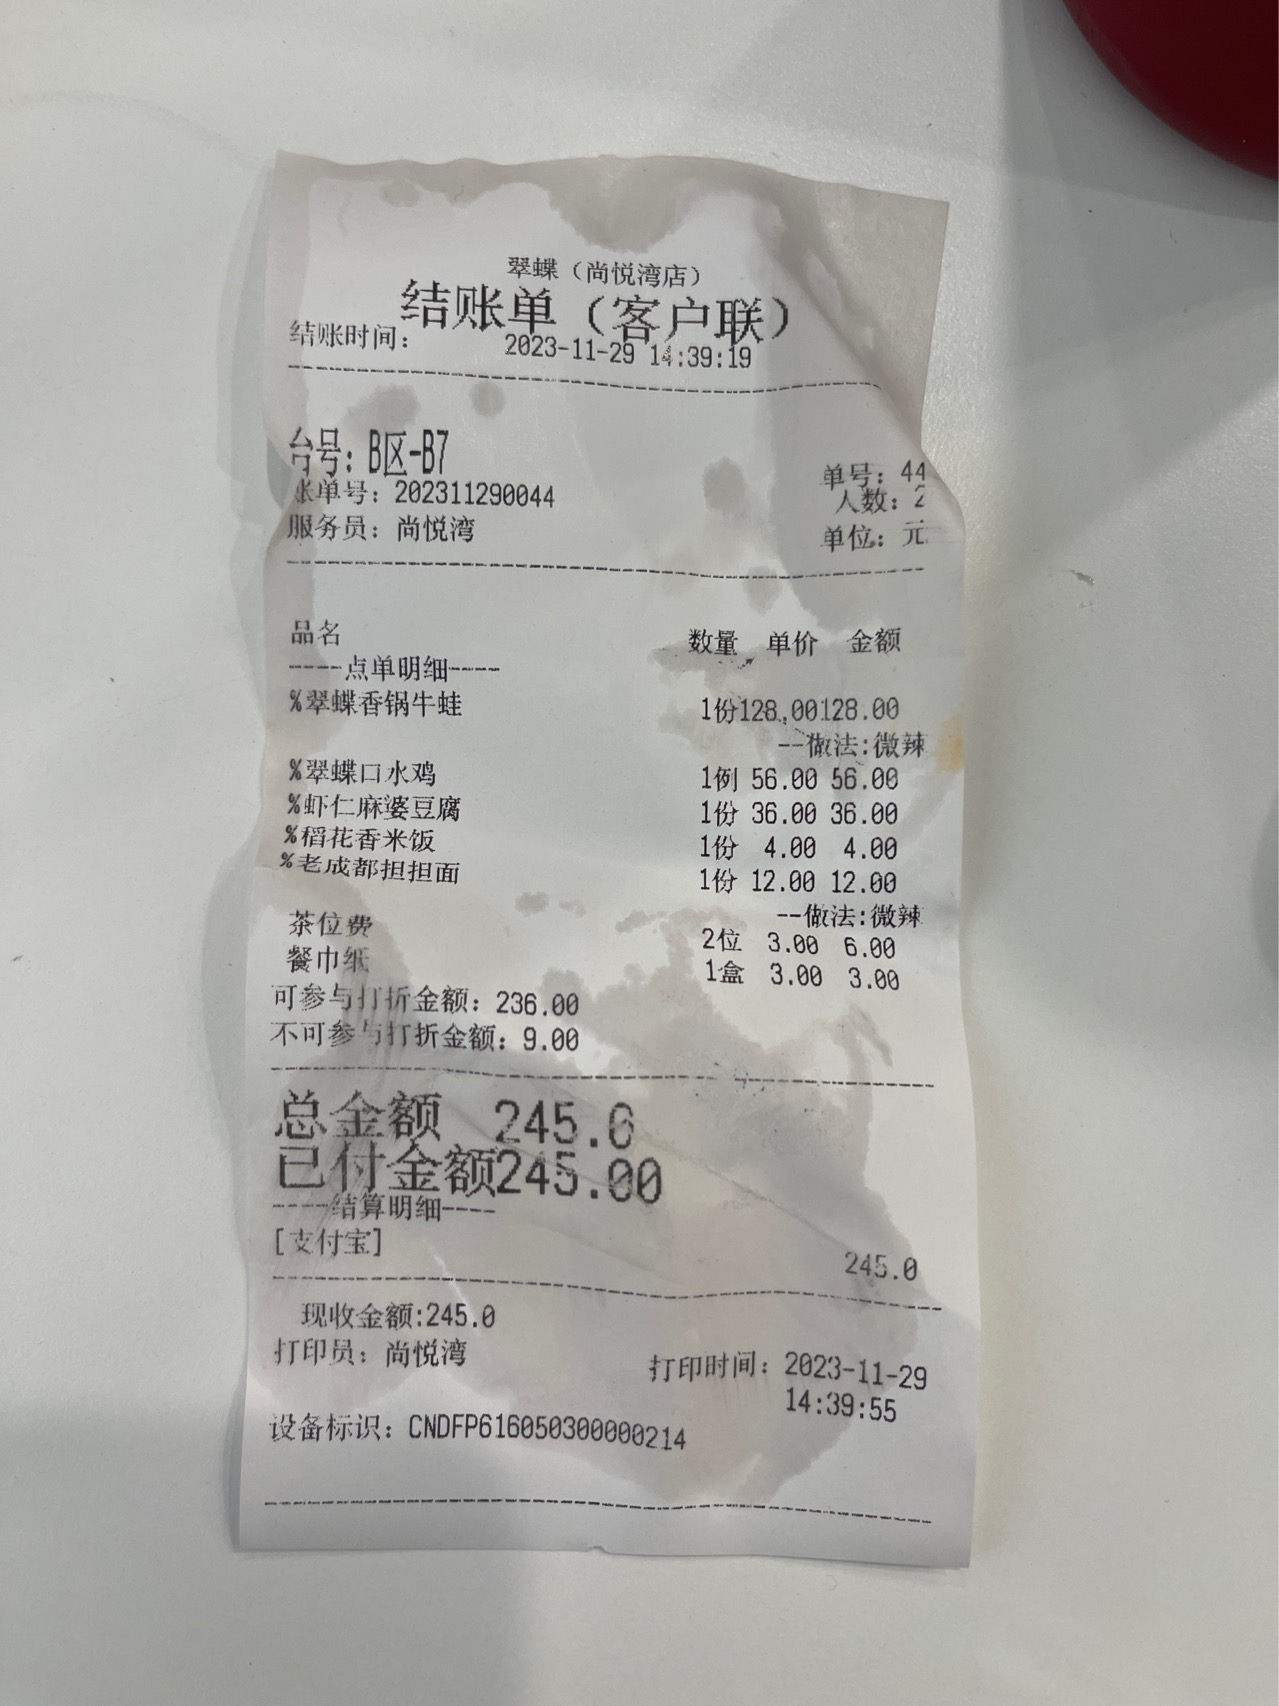 翠蝶（尚悦湾店）
结账单（客户联）
结账时间： 2023-11-29 14:39:19
台号：B区-B7
单号：44
账单号：202311290044
人数：2
服务员：尚悦湾
单位：元
品名 数量 单价 金额
----点单明细----
%翠蝶香锅牛蛙 1份128.00128.00
--做法:微辣
%翠蝶口水鸡 1例 56.00 56.00
%虾仁麻婆豆腐 1份 36.00 36.00
%稻花香米饭 1份 4.00 4.00
%老成都担担面 1份 12.00 12.00
--做法:微辣
茶位费 2位 3.00 6.00
餐巾纸 1盒 3.00 3.00
可参与打折金额：236.00
不可参与打折金额：9.00
总金额 245.0
已付金额245.00
----结算明细----
[支付宝] 245.0
现收金额:245.0
打印员：尚悦湾 打印时间：2023-11-29
14:39:55
设备标识：CNDFP616050300000214